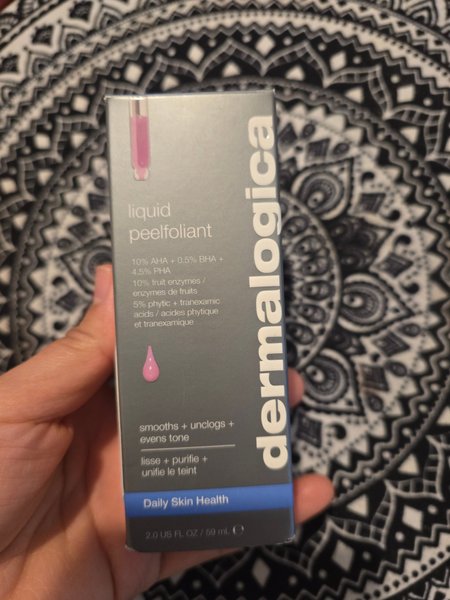 liquid
peelfoliant
10% AHA + 0.5% BHA +
4.5% PHA
10% fruit enzymes /
enzymes de fruits
5% phytic + tranexamic
acids / acides phytique
et tranexamique
smooths + unclogs +
evens tone
lisse + purifie +
unifie le teint
dermalogica
Daily Skin Health
2.0 US FL OZ / 59 mL ℮